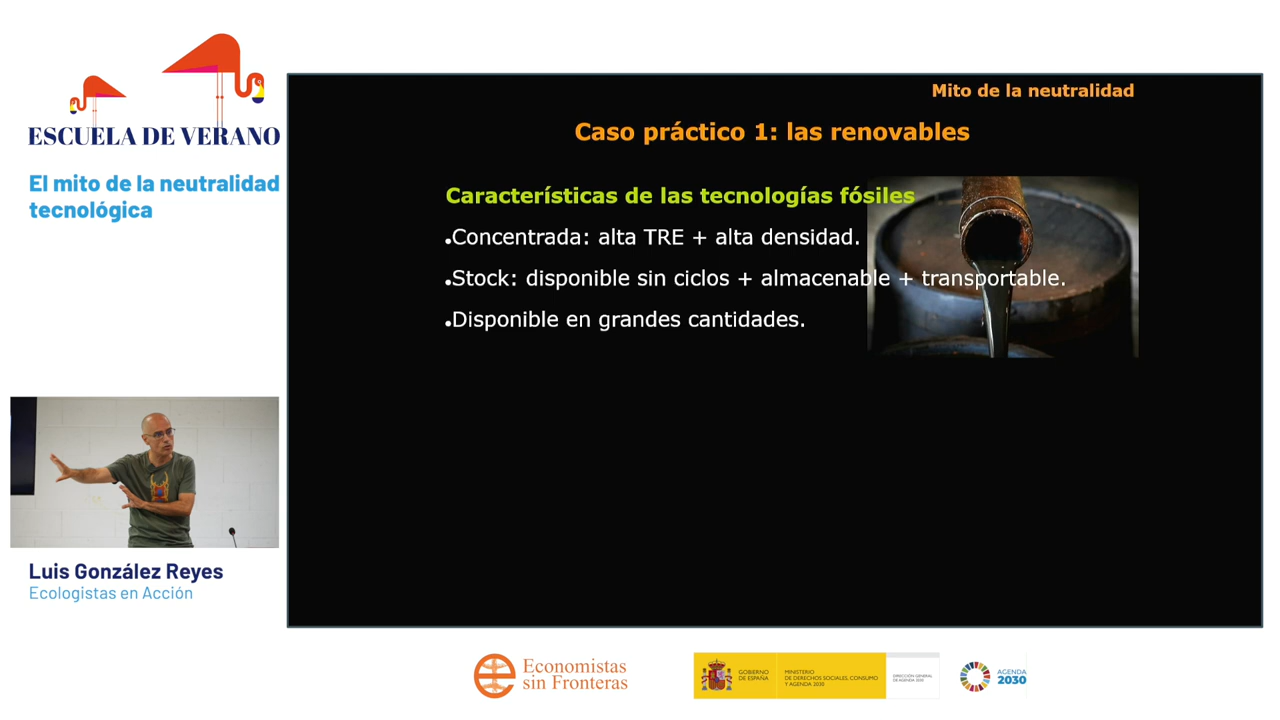 ESCUELA DE VERANO
El mito de la neutralidad
tecnológica
Mito de la neutralidad
Caso práctico 1: las renovables
Características de las tecnologías fósiles
•Concentrada: alta TRE + alta densidad.
•Stock: disponible sin ciclos + almacenable + transportable.
•Disponible en grandes cantidades.
Luis González Reyes
Ecologistas en Acción
Economistas
sin Fronteras
GOBIERNO
DE ESPAÑA
MINISTERIO
DE DERECHOS SOCIALES, CONSUMO
Y AGENDA 2030
DIRECCIÓN GENERAL
DE AGENDA 2030
AGENDA
2030